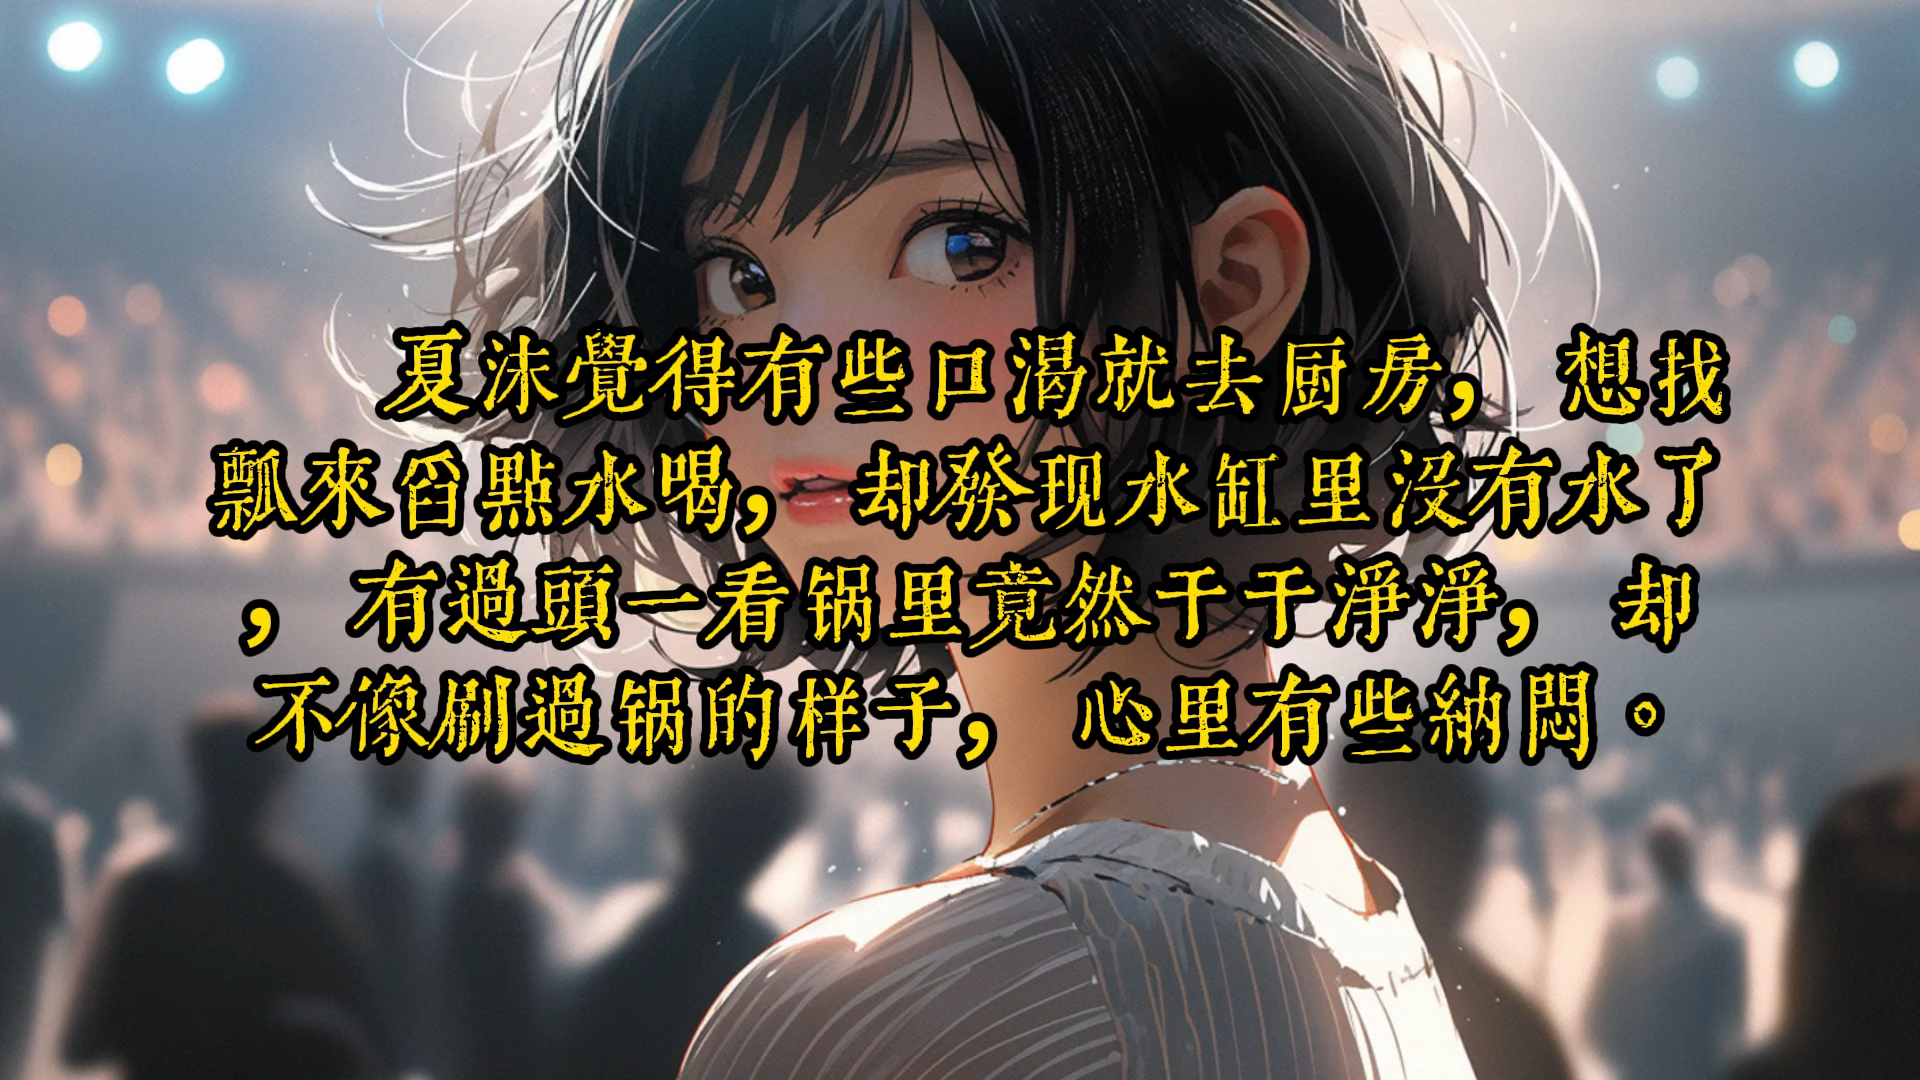 夏沫覺得有些口渴就去厨房，想找
瓢來舀點水喝，却發现水缸里没有水了
，有過頭一看锅里竟然干干淨淨，却
不像刷過锅的样子，心里有些納悶。